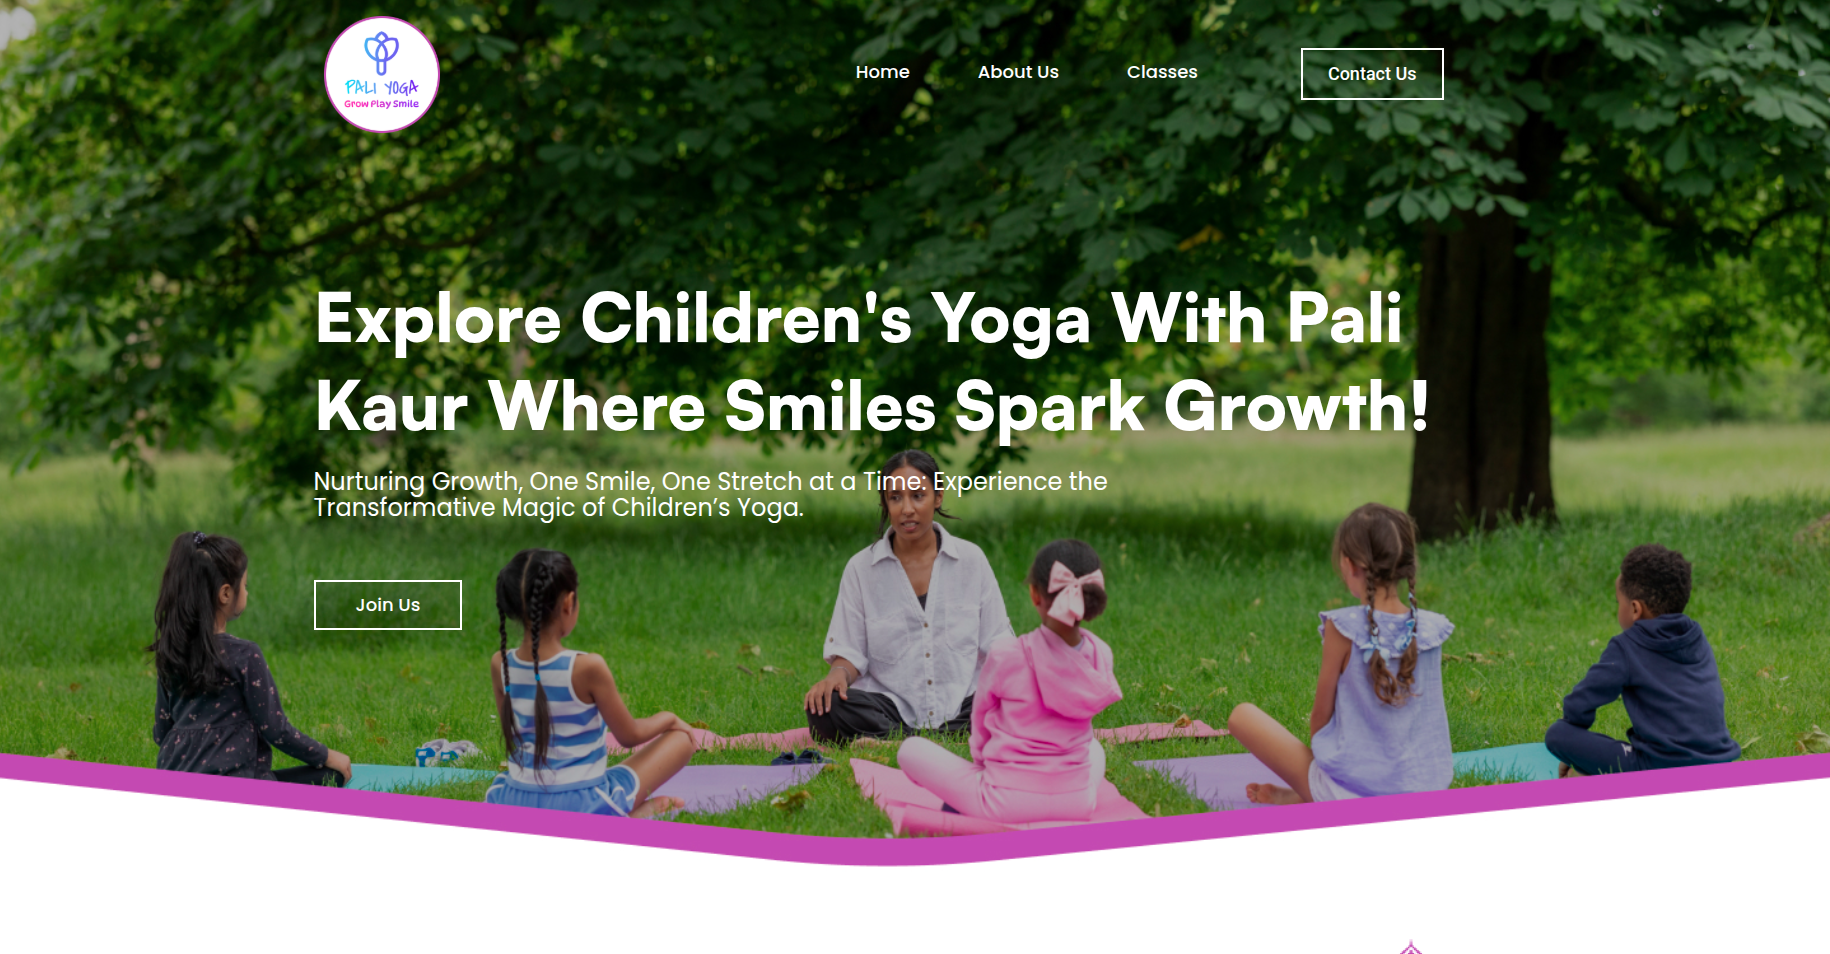 PALI YOGA
Grow Play Smile
Home
About Us
Classes
Contact Us
Explore Children's Yoga With Pali
Kaur Where Smiles Spark Growth!
Nurturing Growth, One Smile, One Stretch at a Time: Experience the
Transformative Magic of Children’s Yoga.
Join Us